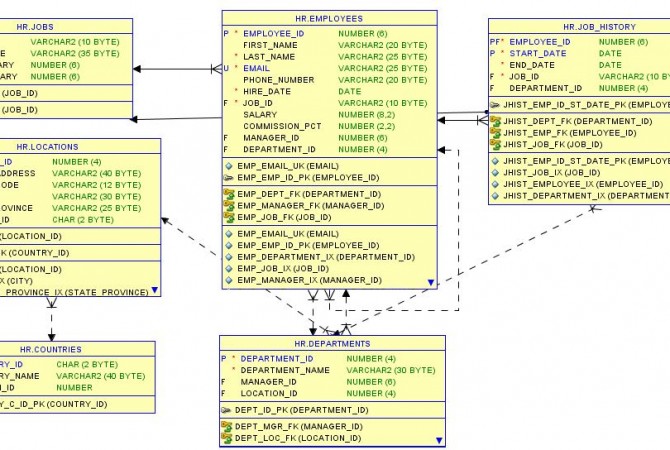 HR.JOBS
VARCHAR2 (10 BYTE)
E VARCHAR2 (35 BYTE)
ARY NUMBER (6)
ARY NUMBER (6)
(JOB_ID)
(JOB_ID)
HR.LOCATIONS
_ID NUMBER (4)
ADDRESS VARCHAR2 (40 BYTE)
ODE VARCHAR2 (12 BYTE)
VARCHAR2 (30 BYTE)
OVINCE VARCHAR2 (25 BYTE)
_ID CHAR (2 BYTE)
(LOCATION_ID)
K (COUNTRY_ID)
(LOCATION_ID)
X (CITY)
_PROVINCE_IX (STATE_PROVINCE)
HR.COUNTRIES
RY_ID CHAR (2 BYTE)
RY_NAME VARCHAR2 (40 BYTE)
N_ID NUMBER
Y_C_ID_PK (COUNTRY_ID)
HR.EMPLOYEES
P * EMPLOYEE_ID NUMBER (6)
FIRST_NAME VARCHAR2 (20 BYTE)
* LAST_NAME VARCHAR2 (25 BYTE)
U * EMAIL VARCHAR2 (25 BYTE)
PHONE_NUMBER VARCHAR2 (20 BYTE)
* HIRE_DATE DATE
F * JOB_ID VARCHAR2 (10 BYTE)
SALARY NUMBER (8,2)
COMMISSION_PCT NUMBER (2,2)
F MANAGER_ID NUMBER (6)
F DEPARTMENT_ID NUMBER (4)
EMP_EMAIL_UK (EMAIL)
EMP_EMP_ID_PK (EMPLOYEE_ID)
EMP_DEPT_FK (DEPARTMENT_ID)
EMP_MANAGER_FK (MANAGER_ID)
EMP_JOB_FK (JOB_ID)
EMP_EMAIL_UK (EMAIL)
EMP_EMP_ID_PK (EMPLOYEE_ID)
EMP_DEPARTMENT_IX (DEPARTMENT_ID)
EMP_JOB_IX (JOB_ID)
EMP_MANAGER_IX (MANAGER_ID)
HR.DEPARTMENTS
P * DEPARTMENT_ID NUMBER (4)
* DEPARTMENT_NAME VARCHAR2 (30 BYTE)
F MANAGER_ID NUMBER (6)
F LOCATION_ID NUMBER (4)
DEPT_ID_PK (DEPARTMENT_ID)
DEPT_MGR_FK (MANAGER_ID)
DEPT_LOC_FK (LOCATION_ID)
HR.JOB_HISTORY
PF* EMPLOYEE_ID NUMBER (6)
P * START_DATE DATE
* END_DATE DATE
F * JOB_ID VARCHAR2 (10 BY
F DEPARTMENT_ID NUMBER (4)
JHIST_EMP_ID_ST_DATE_PK (EMPLOY
JHIST_DEPT_FK (DEPARTMENT_ID)
JHIST_EMP_FK (EMPLOYEE_ID)
JHIST_JOB_FK (JOB_ID)
JHIST_EMP_ID_ST_DATE_PK (EMPLOY
JHIST_JOB_IX (JOB_ID)
JHIST_EMPLOYEE_IX (EMPLOYEE_ID)
JHIST_DEPARTMENT_IX (DEPARTMENT